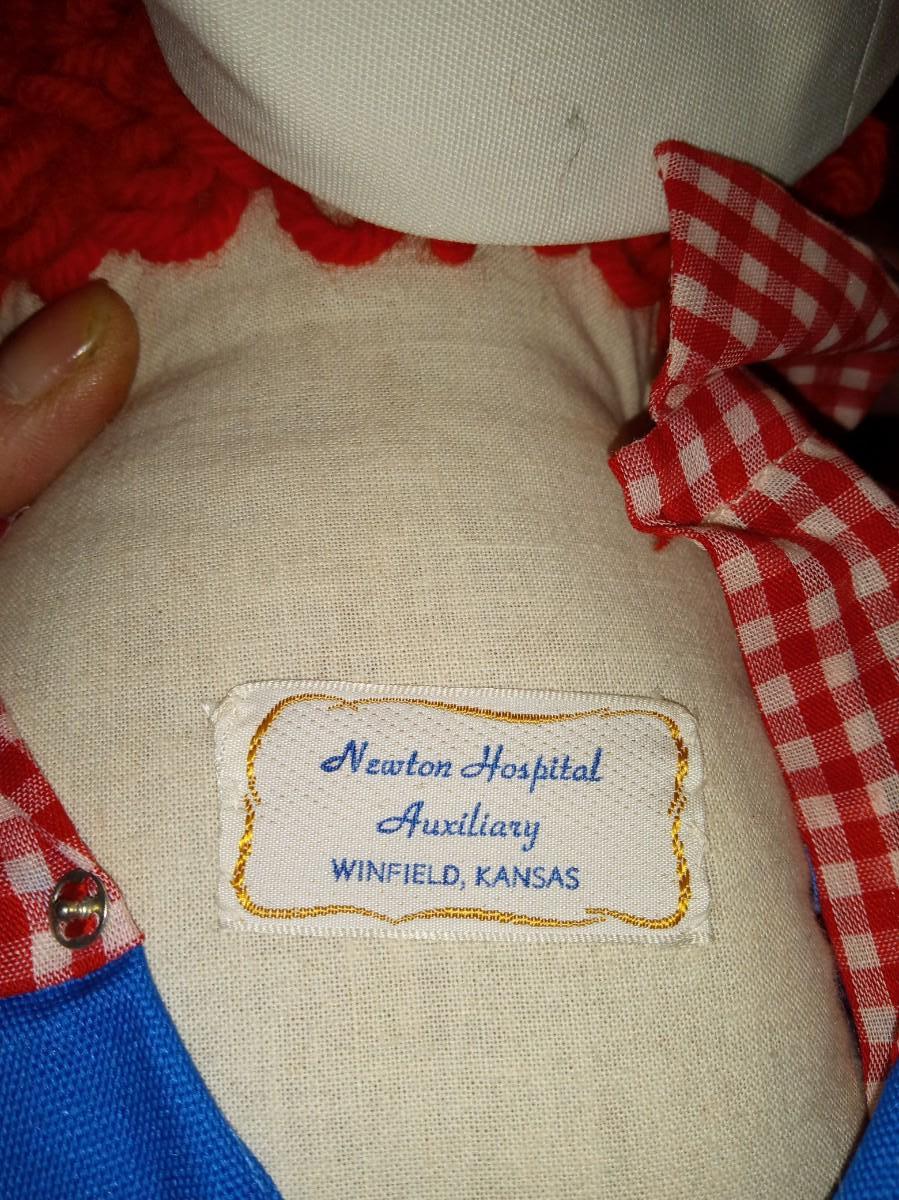 Newton Hospital
Auxiliary
WINFIELD, KANSAS